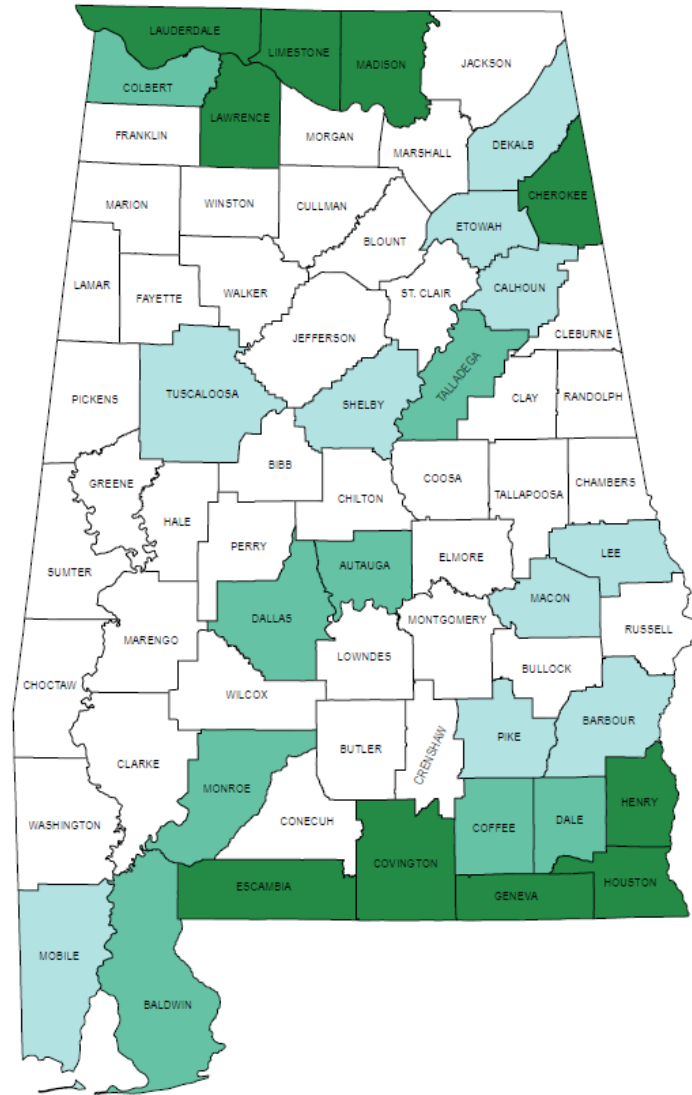 LAUDERDALE
LIMESTONE
MADISON
JACKSON
COLBERT
LAWRENCE
FRANKLIN
MORGAN
MARSHALL
DEKALB
CHEROKEE
MARION
WINSTON
CULLMAN
BLOUNT
ETOWAH
LAMAR
FAYETTE
WALKER
ST. CLAIR
CALHOUN
JEFFERSON
CLEBURNE
PICKENS
TUSCALOOSA
SHELBY
TALLADEGA
CLAY
RANDOLPH
GREENE
BIBB
COOSA
TALLAPOOSA
CHAMBERS
HALE
CHILTON
PERRY
ELMORE
LEE
SUMTER
AUTAUGA
MACON
DALLAS
MONTGOMERY
RUSSELL
MARENGO
LOWNDES
BULLOCK
CHOCTAW
WILCOX
BARBOUR
PIKE
CLARKE
BUTLER
CRENSHAW
MONROE
HENRY
WASHINGTON
CONECUH
COFFEE
DALE
COVINGTON
ESCAMBIA
GENEVA
HOUSTON
MOBILE
BALDWIN